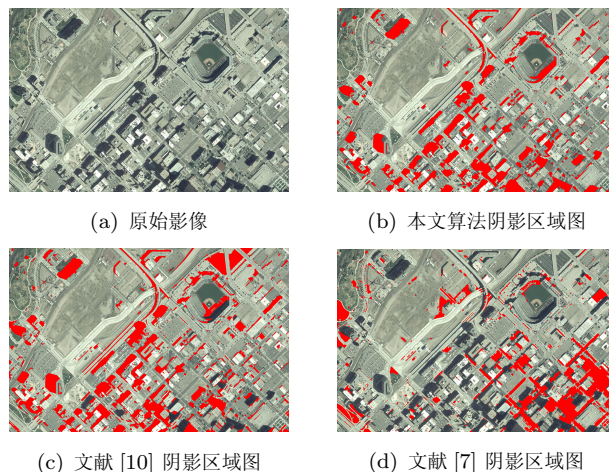 (a) 原始影像
(b) 本文算法阴影区域图
(c) 文献 [10] 阴影区域图
(d) 文献 [7] 阴影区域图